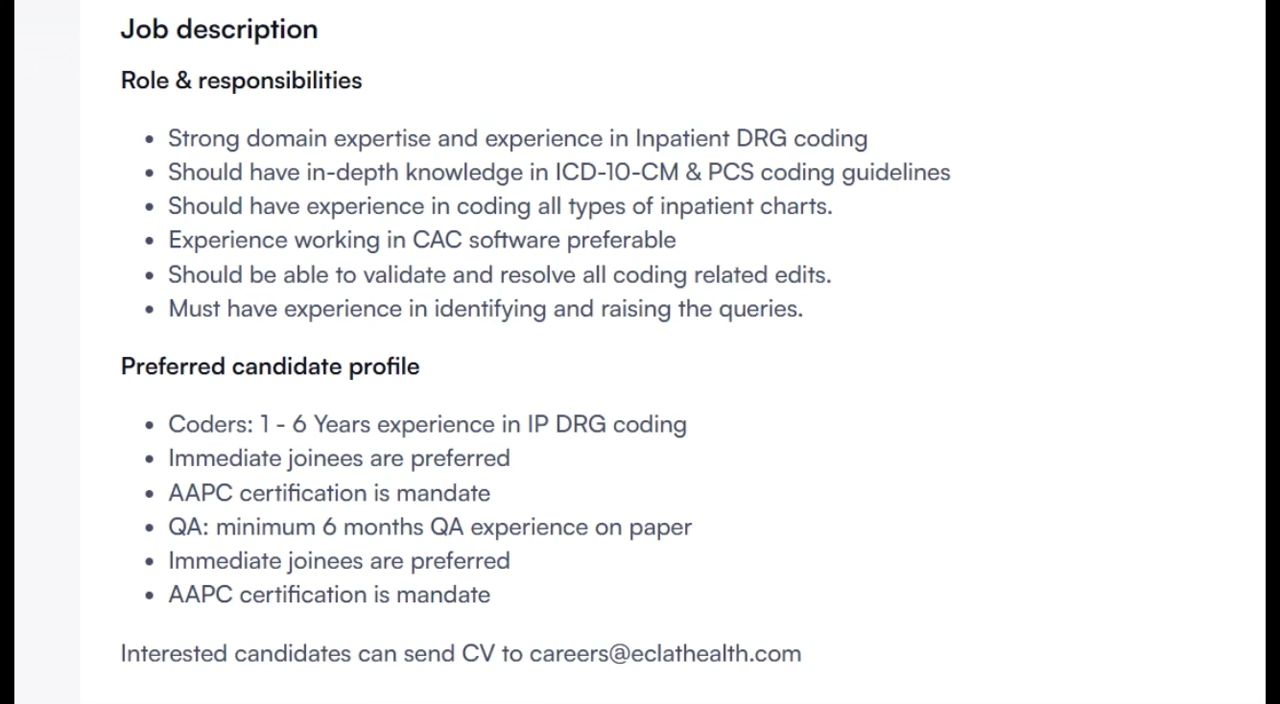 Job description
Role & responsibilities
• Strong domain expertise and experience in Inpatient DRG coding
• Should have in-depth knowledge in ICD-10-CM & PCS coding guidelines
• Should have experience in coding all types of inpatient charts.
• Experience working in CAC software preferable
• Should be able to validate and resolve all coding related edits.
• Must have experience in identifying and raising the queries.
Preferred candidate profile
• Coders: 1 - 6 Years experience in IP DRG coding
• Immediate joinees are preferred
• AAPC certification is mandate
• QA: minimum 6 months QA experience on paper
• Immediate joinees are preferred
• AAPC certification is mandate
Interested candidates can send CV to careers@eclathealth.com